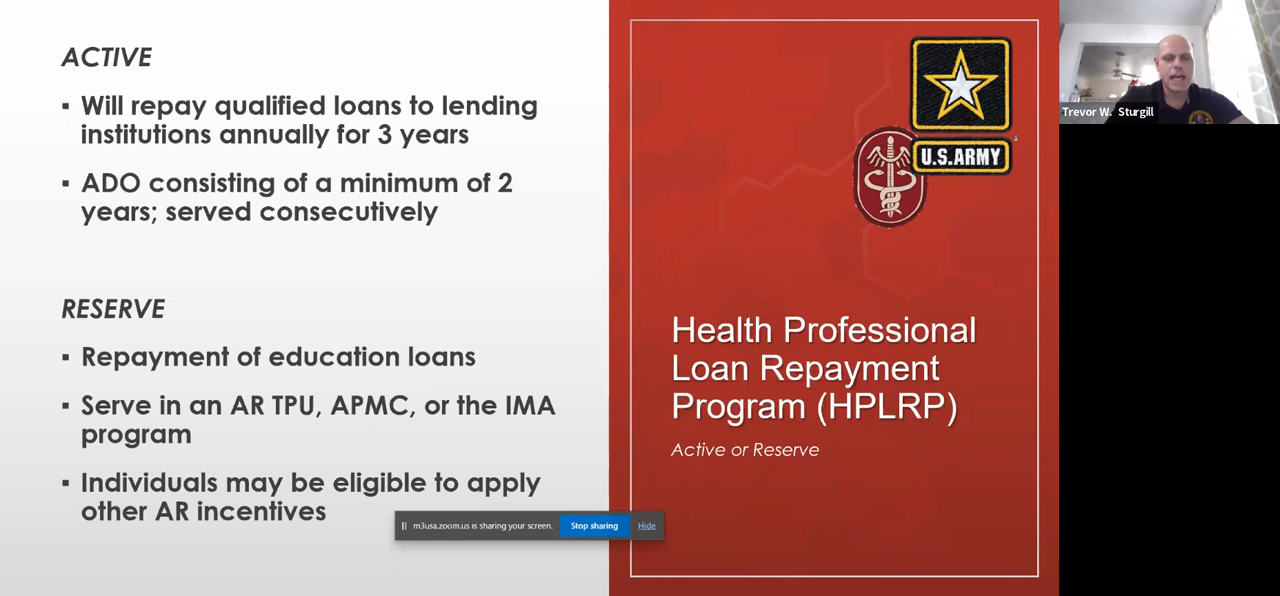 ACTIVE
▪ Will repay qualified loans to lending
institutions annually for 3 years
▪ ADO consisting of a minimum of 2
years; served consecutively
RESERVE
▪ Repayment of education loans
▪ Serve in an AR TPU, APMC, or the IMA
program
▪ Individuals may be eligible to apply
other AR incentives
U.S.ARMY
Health Professional
Loan Repayment
Program (HPLRP)
Active or Reserve
m3usa.zoom.us is sharing your screen.
Stop sharing
Hide
Trevor W. Sturgill